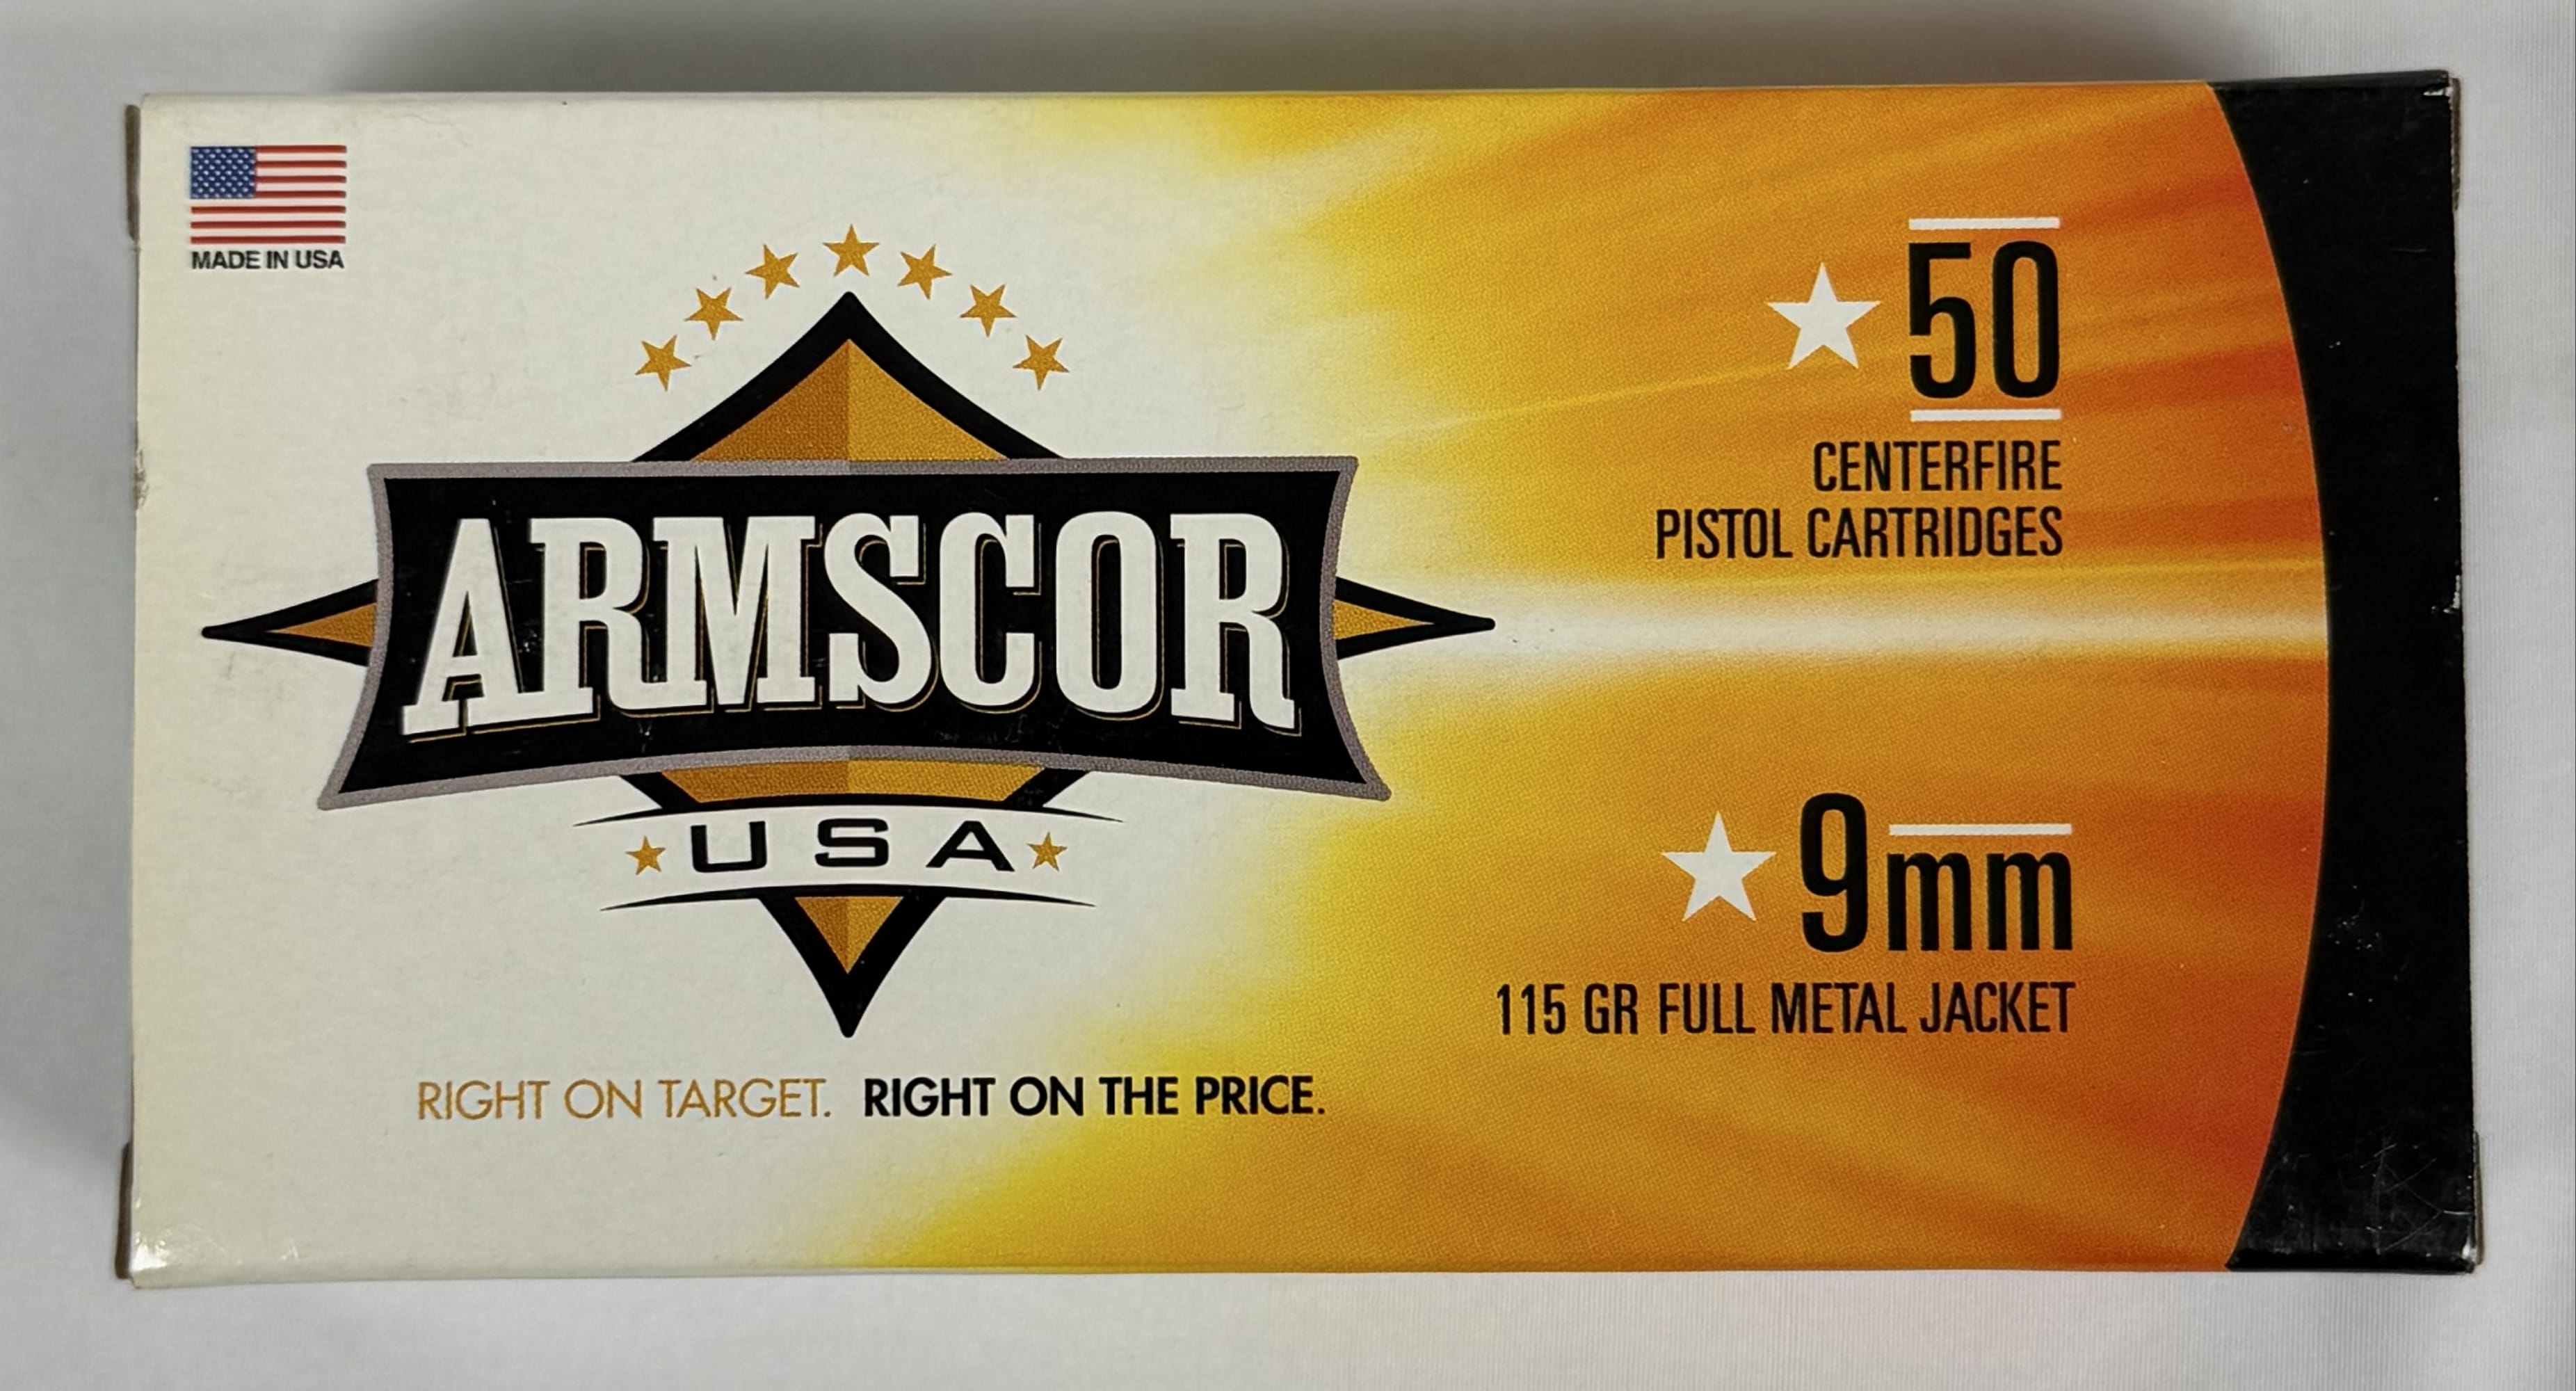 MADE IN USA
ARMSCOR
USA
RIGHT ON TARGET. RIGHT ON THE PRICE.
50
CENTERFIRE
PISTOL CARTRIDGES
9mm
115 GR FULL METAL JACKET